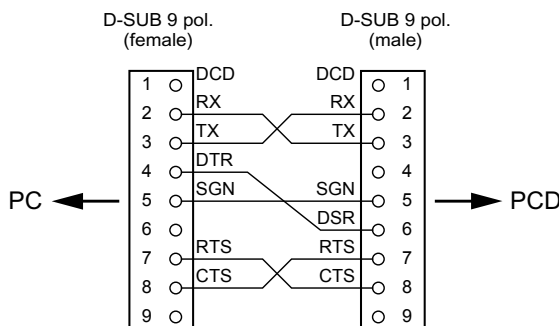 D-SUB 9 pol. D-SUB 9 pol.
(female) (male)
1 DCD DCD 1
2 RX RX 2
3 TX TX 3
4 DTR 4
PC 5 SGN SGN 5 PCD
6 DSR 6
7 RTS RTS 7
8 CTS CTS 8
9 9